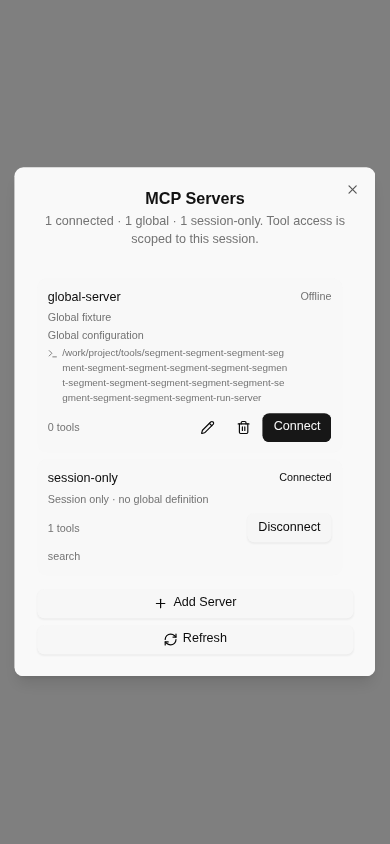 MCP Servers
1 connected · 1 global · 1 session-only. Tool access is
scoped to this session.
global-server
Offline
Global fixture
Global configuration
/work/project/tools/segment-segment-segment-seg
ment-segment-segment-segment-segment-segmen
t-segment-segment-segment-segment-segment-se
gment-segment-segment-segment-run-server
0 tools
Connect
session-only
Connected
Session only · no global definition
1 tools
Disconnect
search
Add Server
Refresh